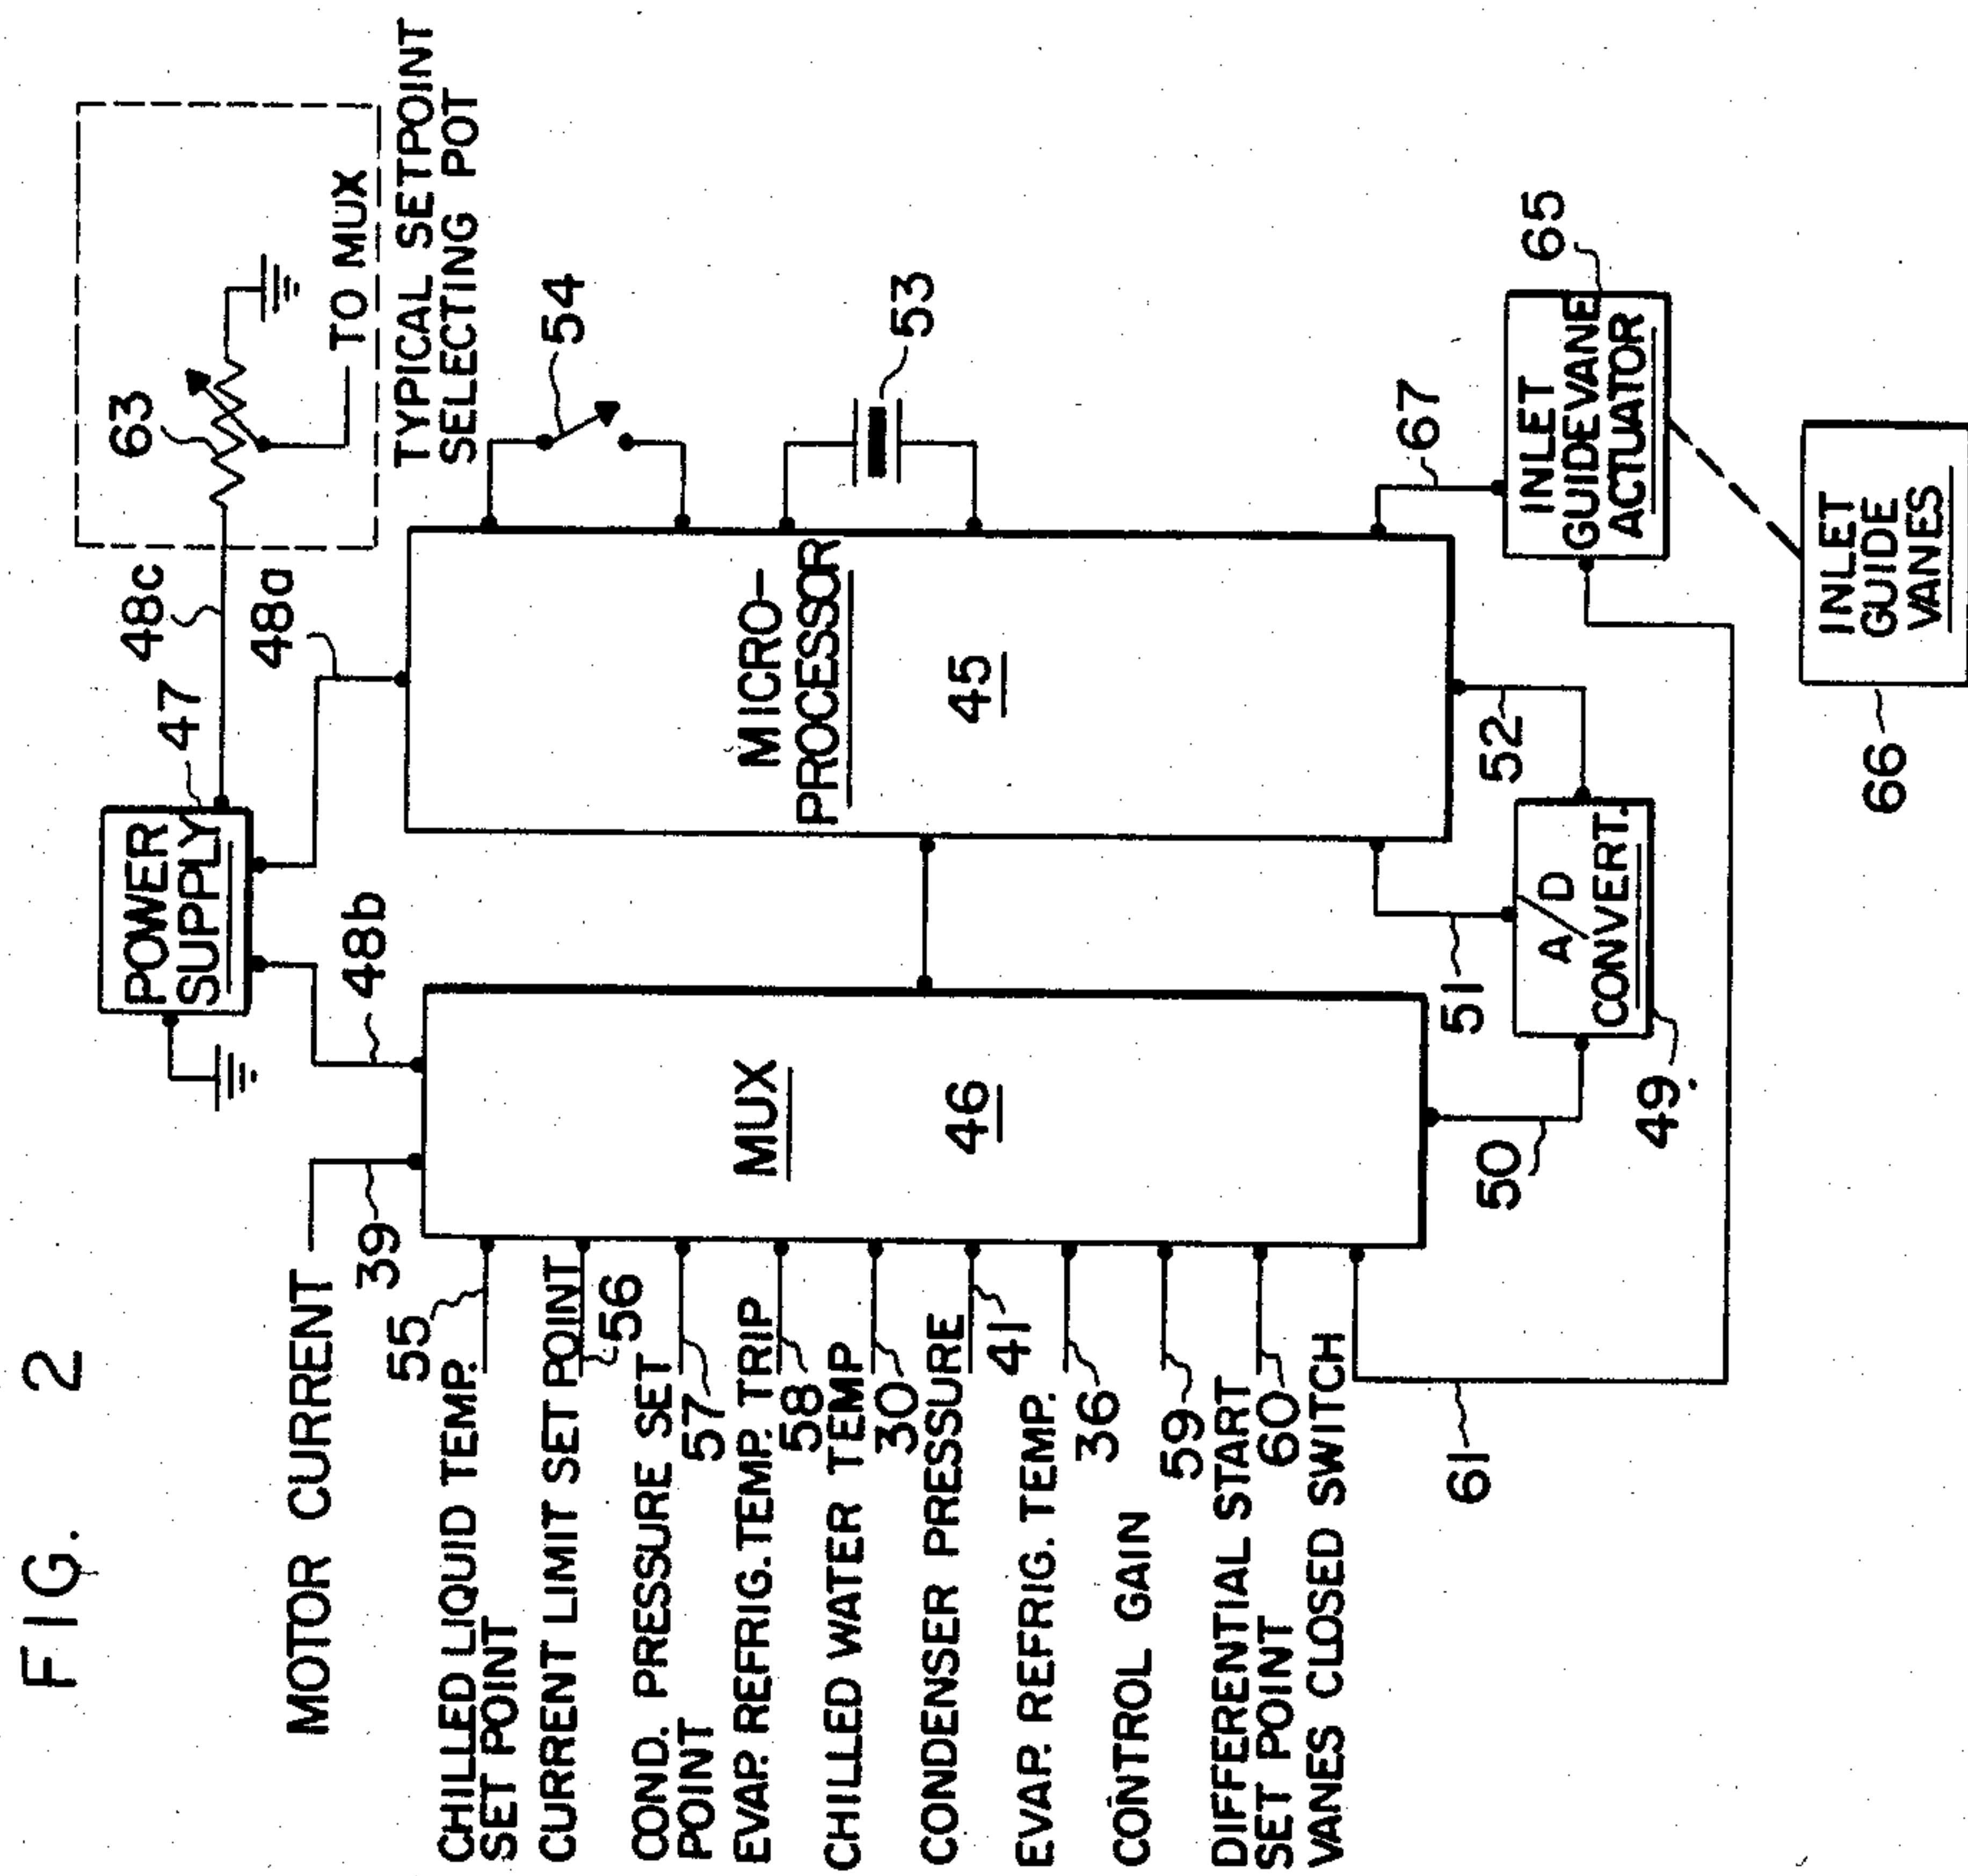 FIG. 2
63
TO MUX
TYPICAL SETPOINT
SELECTING POT
48c
47
48a
POWER
SUPPLY
48b
MOTOR CURRENT
39
55
CHILLED LIQUID TEMP.
SET POINT
CURRENT LIMIT SET POINT
56
COND. PRESSURE SET
POINT
57
EVAP. REFRIG. TEMP. TRIP
58
CHILLED WATER TEMP
30
CONDENSER PRESSURE
41
EVAP. REFRIG. TEMP.
36
CONTROL GAIN
59
DIFFERENTIAL START
SET POINT
60
VANES CLOSED SWITCH
61
MUX
46
MICRO-
PROCESSOR
45
54
53
67
65
INLET
GUIDEVANE
ACTUATOR
51
52
50
A/D
CONVERT.
49
INLET
GUIDE
VANES
66